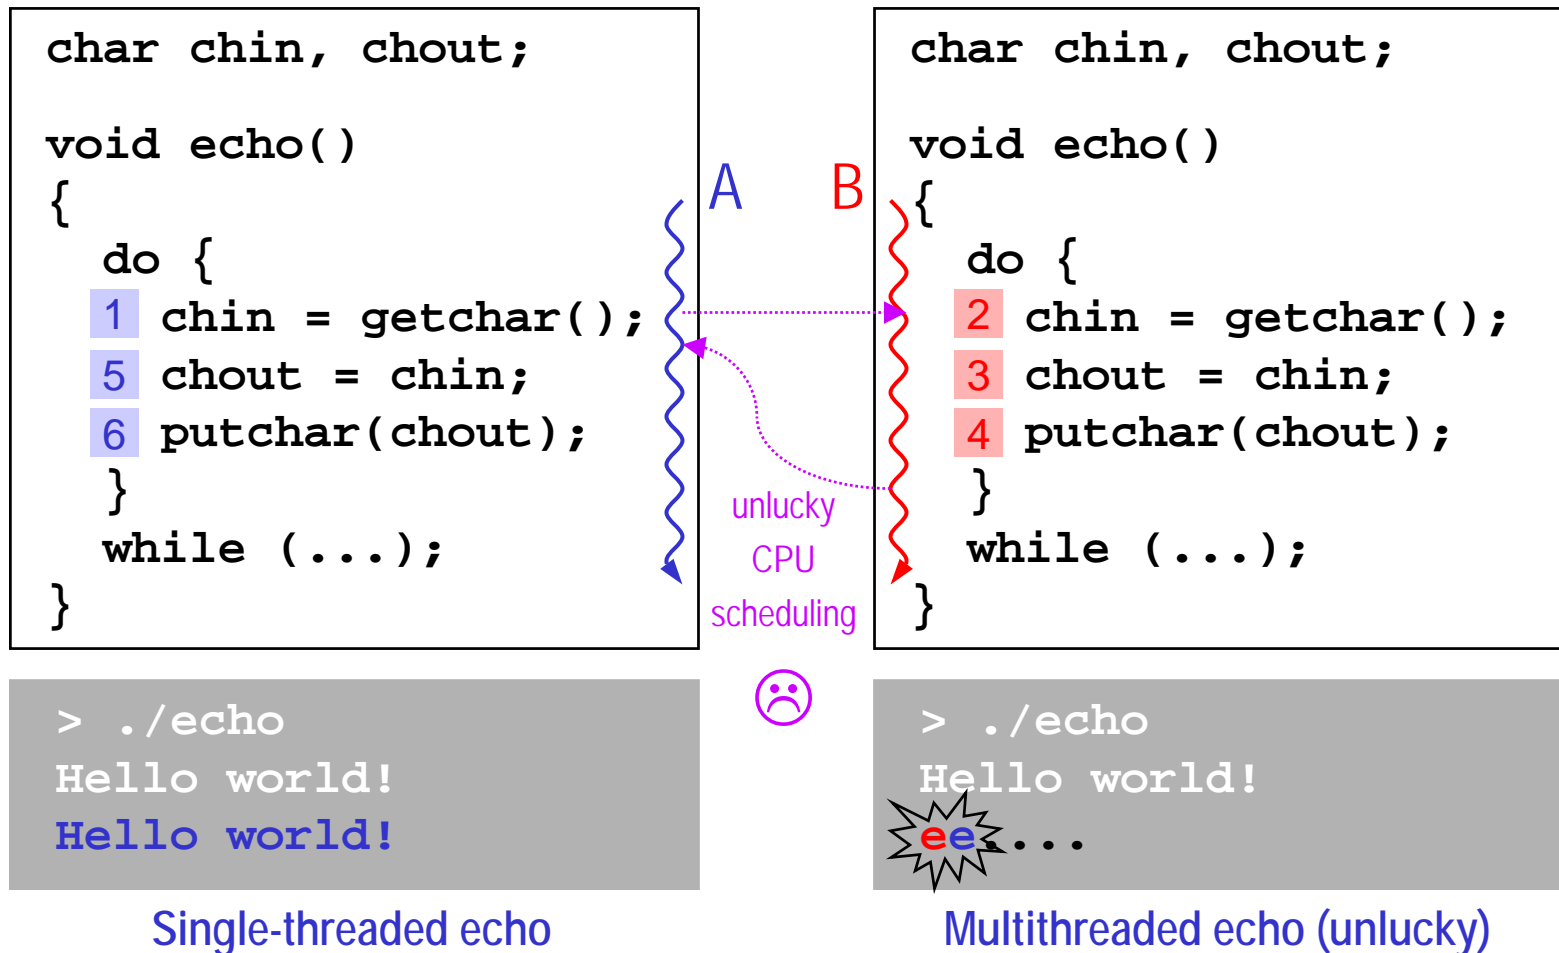 char chin, chout;
void echo()
{
do {
1 chin = getchar();
5 chout = chin;
6 putchar(chout);
}
while (...);
}
A
B
unlucky
CPU
scheduling
char chin, chout;
void echo()
{
do {
2 chin = getchar();
3 chout = chin;
4 putchar(chout);
}
while (...);
}
> ./echo
Hello world!
Hello world!
Single-threaded echo
> ./echo
Hello world!
ee....
Multithreaded echo (unlucky)